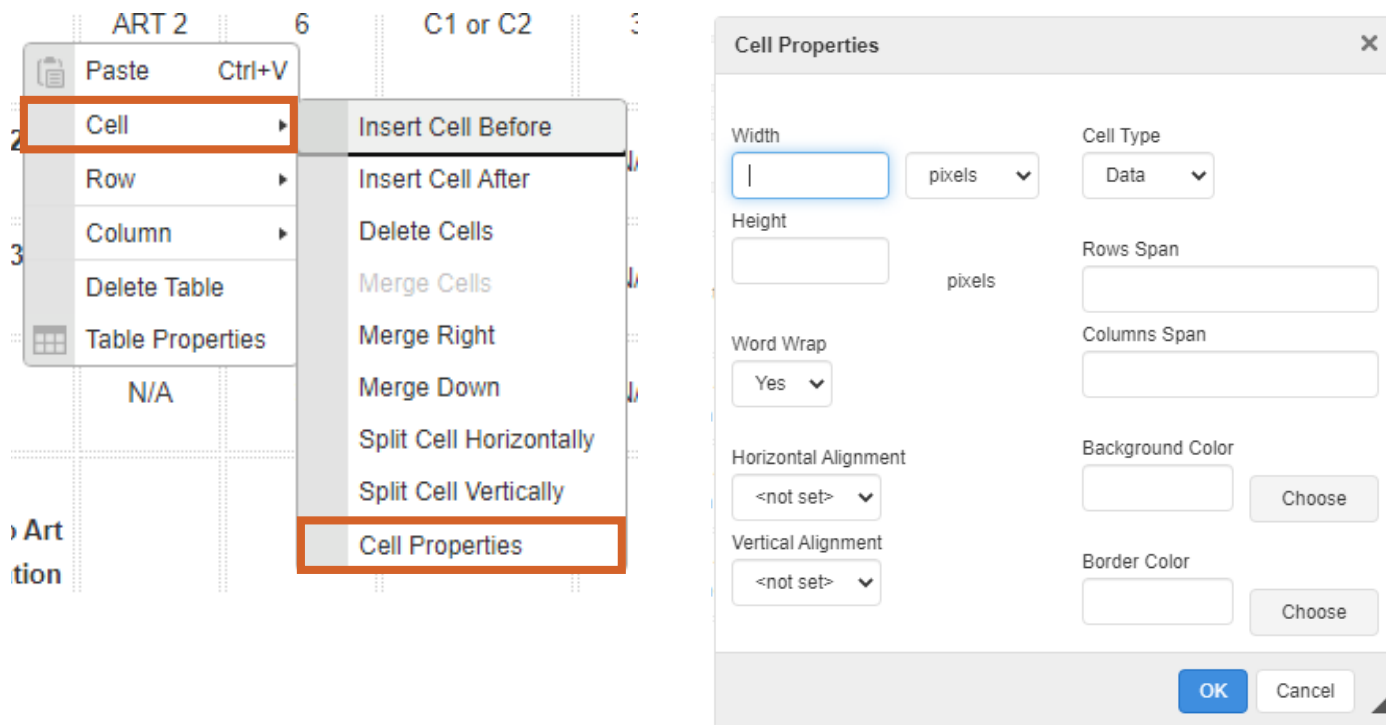 ART 2 6 C1 or C2 3
Paste Ctrl+V
Cell
Row
Column
Delete Table
Table Properties
Insert Cell Before
Insert Cell After
Delete Cells
Merge Cells
Merge Right
Merge Down
Split Cell Horizontally
Split Cell Vertically
Cell Properties
2
3
N/A
Art
tion
Cell Properties
Width
pixels
Height
pixels
Word Wrap
Yes
Horizontal Alignment
<not set>
Vertical Alignment
<not set>
Cell Type
Data
Rows Span
Columns Span
Background Color
Choose
Border Color
Choose
OK Cancel